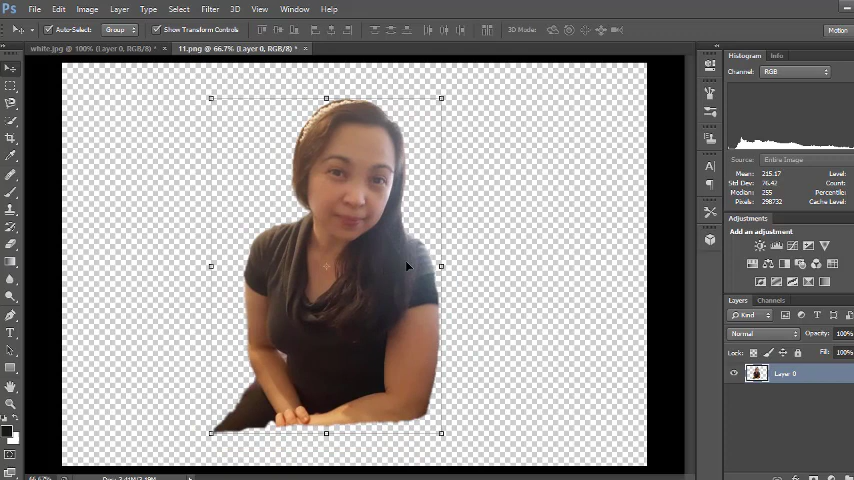 Ps File Edit Image Layer Type Select Filter 3D View Window Help
Auto-Select: Group Show Transform Controls 3D Mode: Motion
white.jpg @ 100% (Layer 0, RGB/8) * × 11.png @ 66.7% (Layer 0, RGB/8) * ×
Histogram Info
Channel: RGB
Source: Entire Image
Mean: 215.17 Level:
Std Dev: 76.42 Count:
Median: 255 Percentile:
Pixels: 298732 Cache Level:
Adjustments
Add an adjustment
Layers Channels
Kind
Normal Opacity: 100%
Lock: Fill: 100%
Layer 0